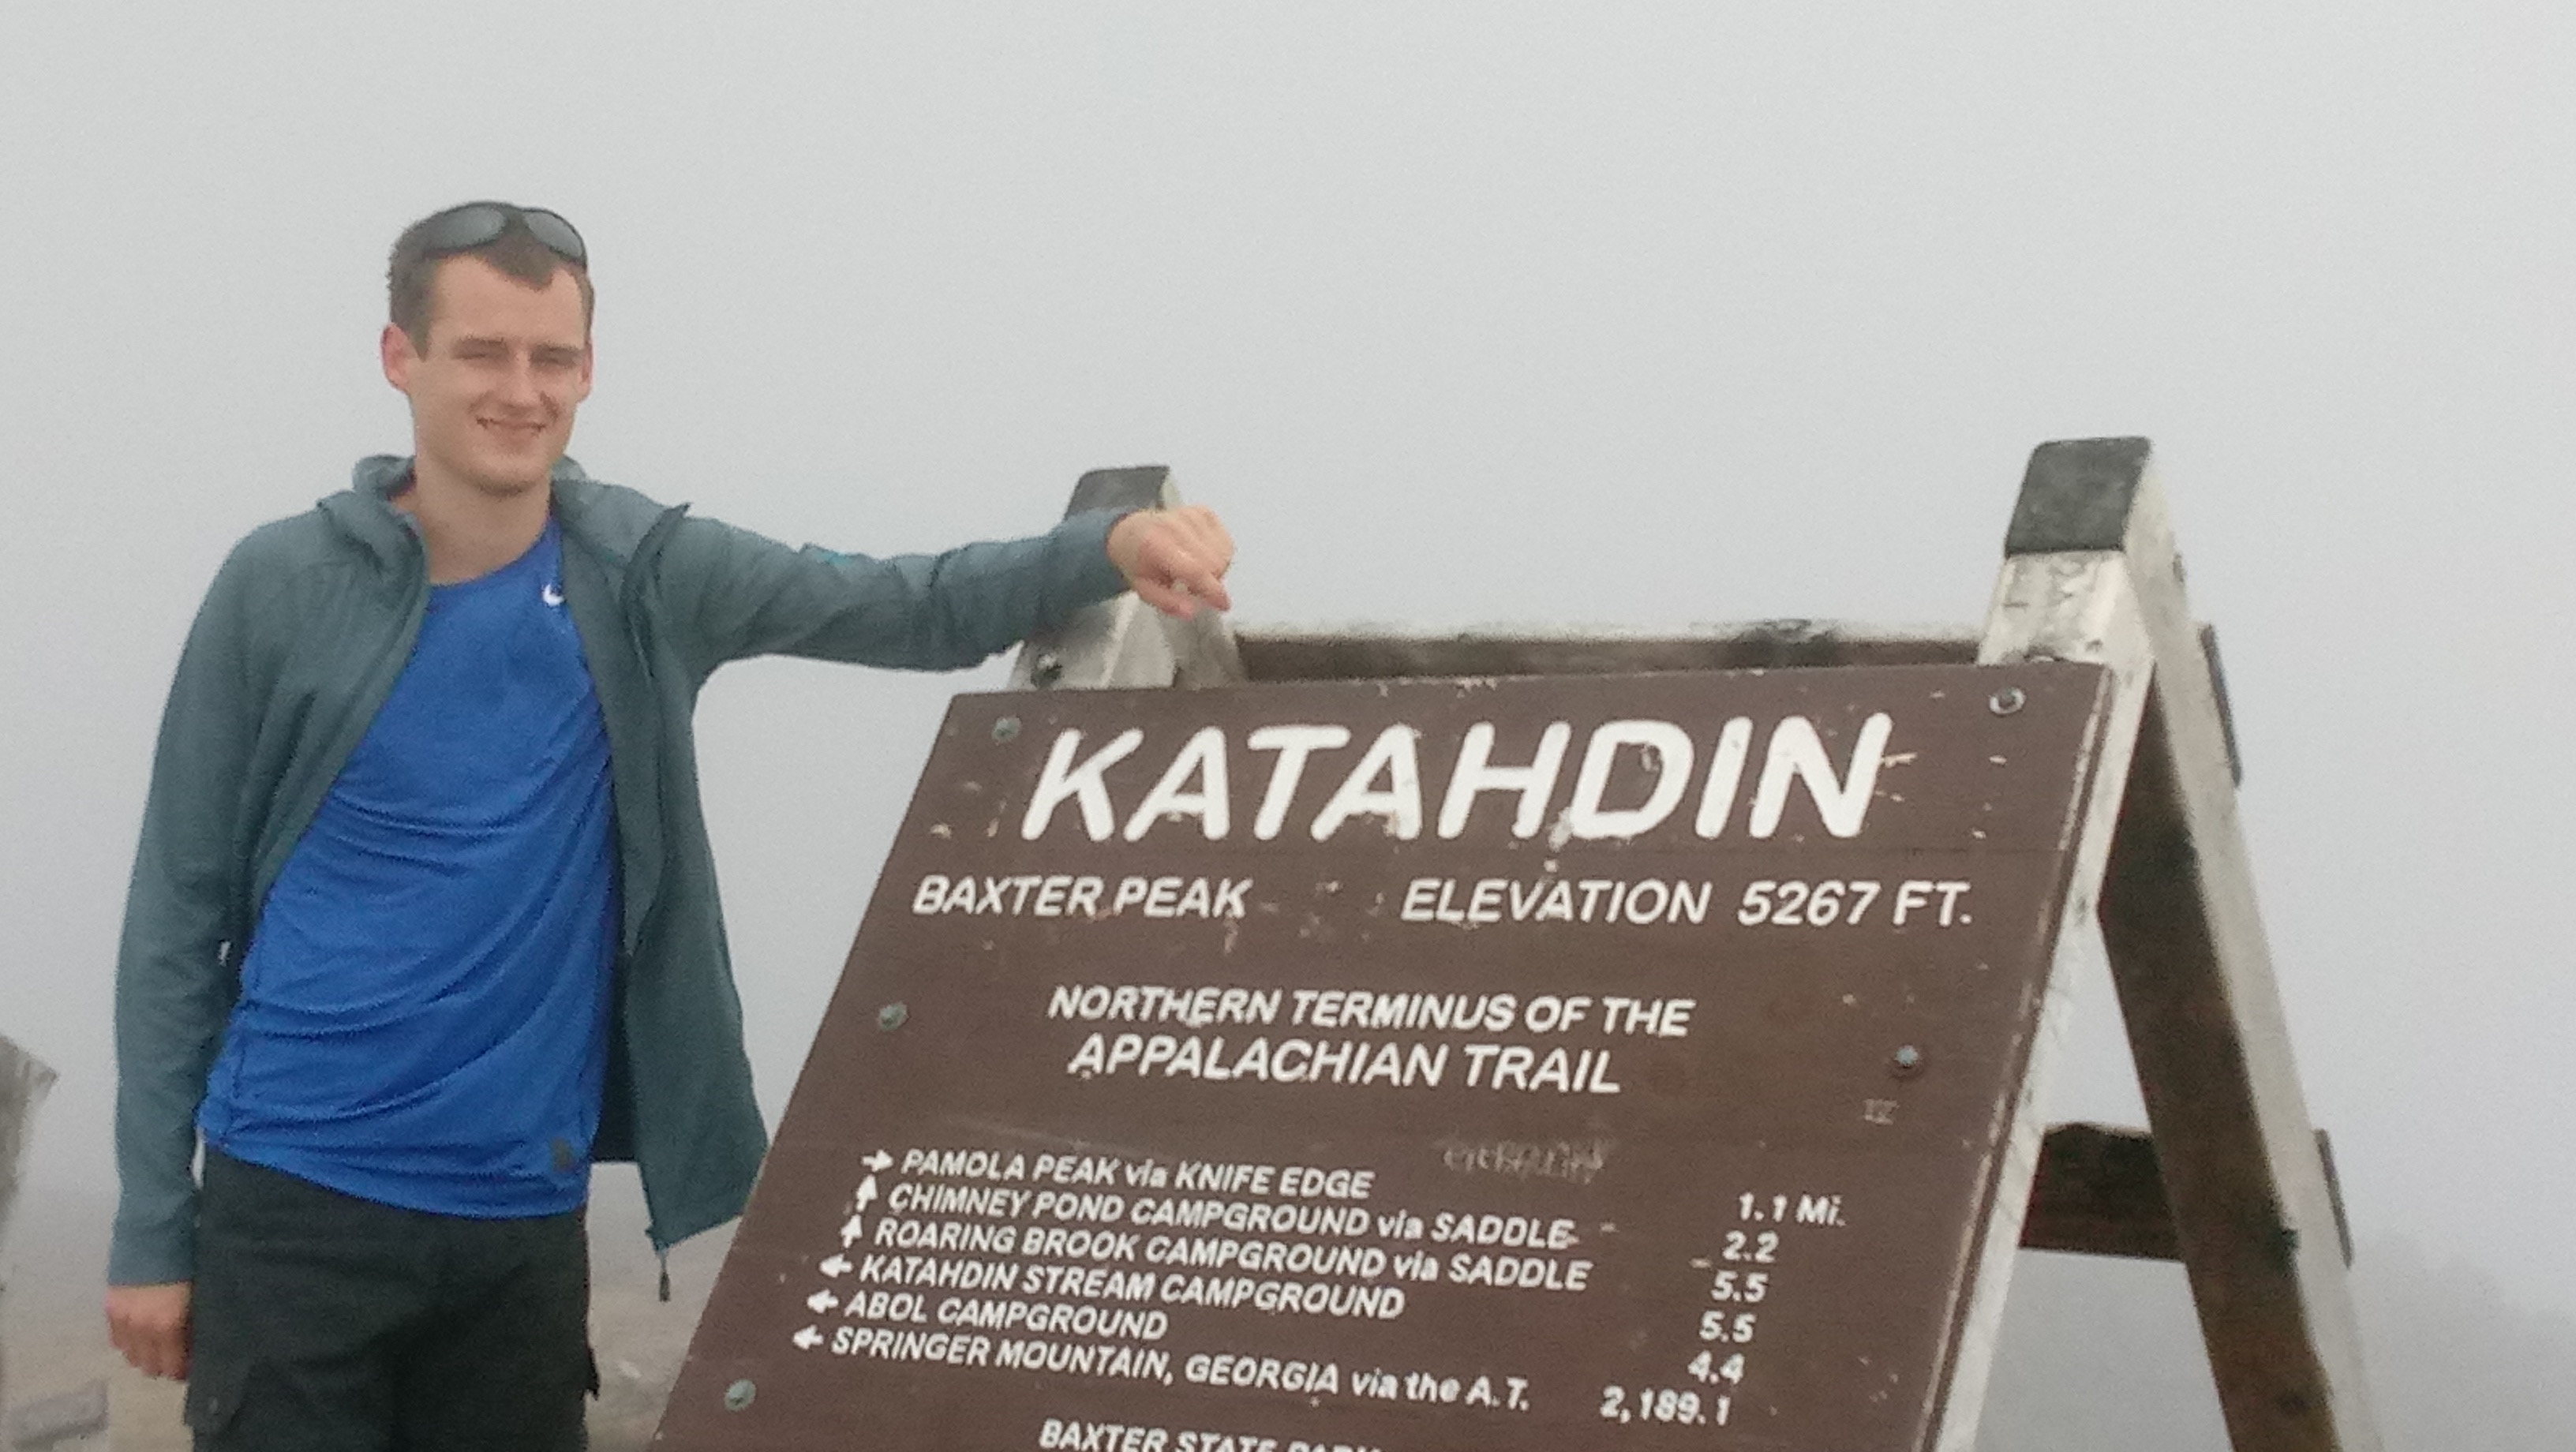 KATAHDIN
BAXTER PEAK ELEVATION 5267 FT.
NORTHERN TERMINUS OF THE
APPALACHIAN TRAIL
→ PAMOLA PEAK via KNIFE EDGE 1.1 Mi.
↑ CHIMNEY POND CAMPGROUND via SADDLE 2.2
↑ ROARING BROOK CAMPGROUND via SADDLE 5.5
← KATAHDIN STREAM CAMPGROUND 5.5
← ABOL CAMPGROUND 4.4
← SPRINGER MOUNTAIN, GEORGIA via the A.T. 2,189.1
BAXTER STATE PARK